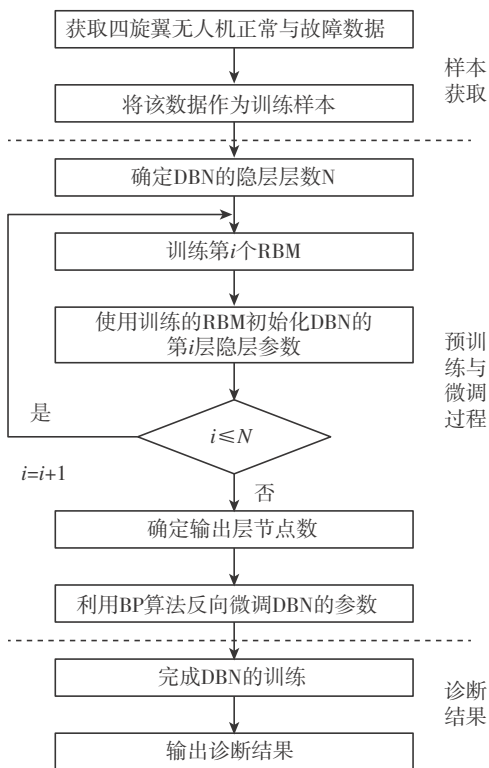 获取四旋翼无人机正常与故障数据
将该数据作为训练样本
样本
获取
确定DBN的隐层层数N
训练第i个RBM
使用训练的RBM初始化DBN的
第i层隐层参数
预训
练与
微调
过程
是
i≤N
i=i+1
否
确定输出层节点数
利用BP算法反向微调DBN的参数
完成DBN的训练
诊断
结果
输出诊断结果